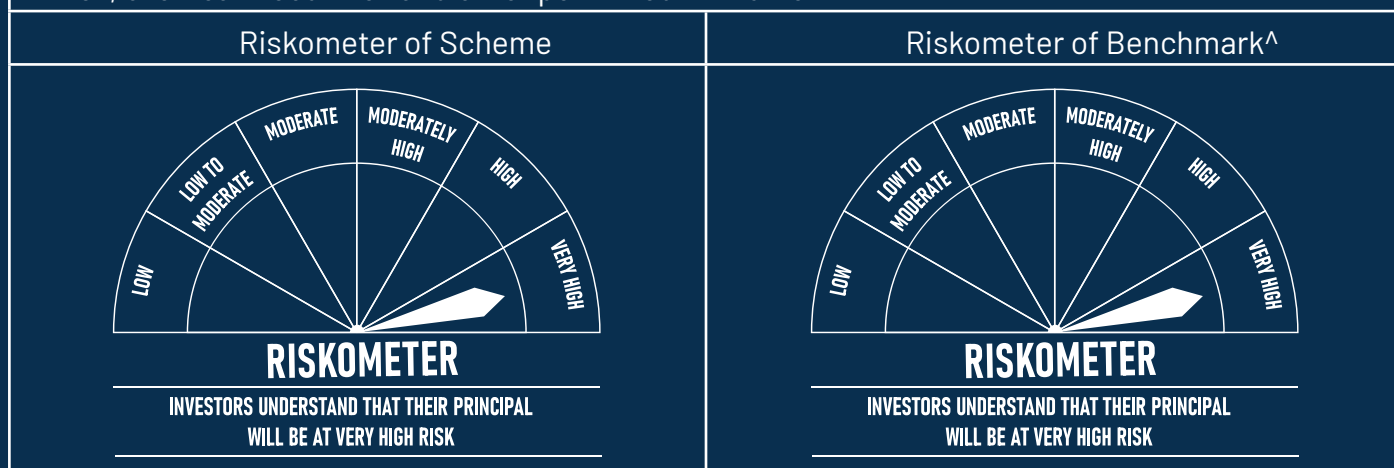 Riskometer of Scheme
Riskometer of Benchmark^
LOW
LOW TO
MODERATE
MODERATE
MODERATELY
HIGH
HIGH
VERY HIGH
RISKOMETER
INVESTORS UNDERSTAND THAT THEIR PRINCIPAL
WILL BE AT VERY HIGH RISK
LOW
LOW TO
MODERATE
MODERATE
MODERATELY
HIGH
HIGH
VERY HIGH
RISKOMETER
INVESTORS UNDERSTAND THAT THEIR PRINCIPAL
WILL BE AT VERY HIGH RISK